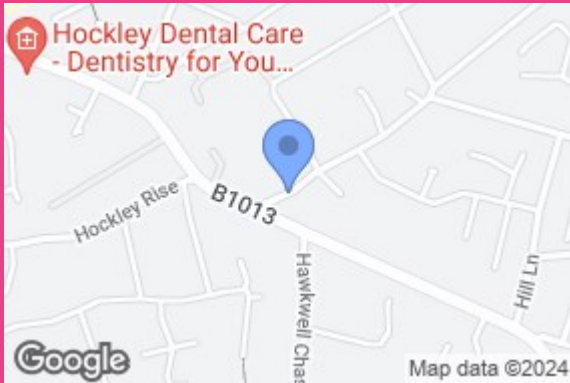 Hockley Dental Care
- Dentistry for You...
Hockley Rise
B1013
Hawkwell Chas
Hill Ln
Google
Map data ©2024